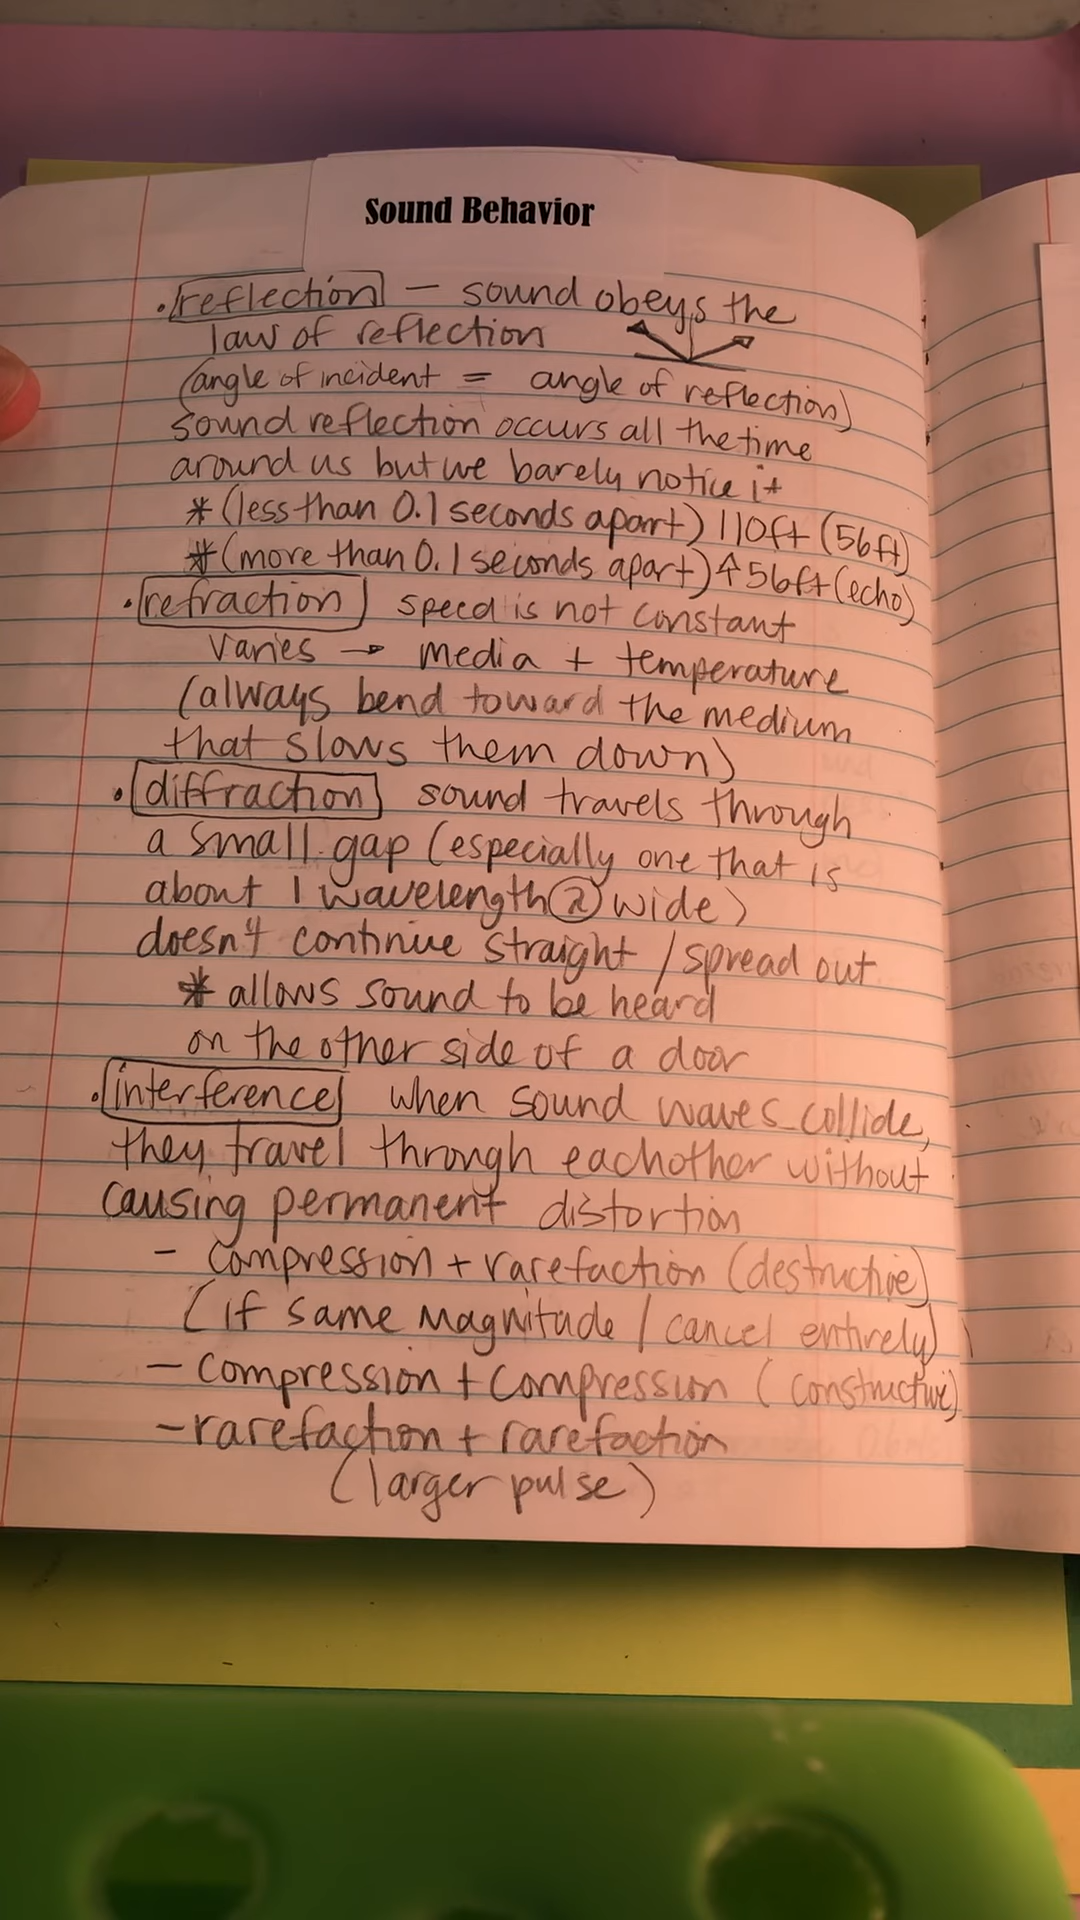 Sound Behavior
• reflection – sound obeys the
law of reflection
(angle of incident = angle of reflection)
sound reflection occurs all the time
around us but we barely notice it
* (less than 0.1 seconds apart) 110ft (56ft)
* (more than 0.1 seconds apart) ↑56ft (echo)
• refraction speed is not constant
varies → media + temperature
(always bend toward the medium
that slows them down)
• diffraction sound travels through
a small gap (especially one that is
about 1 wavelength λ wide)
doesn't continue straight / spread out
* allows sound to be heard
on the other side of a door
• interference when sound waves collide,
they travel through eachother without
causing permanent distortion
- compression + rarefaction (destructive)
(if same magnitude / cancel entirely)
- compression + compression (constructive)
- rarefaction + rarefaction
(larger pulse)